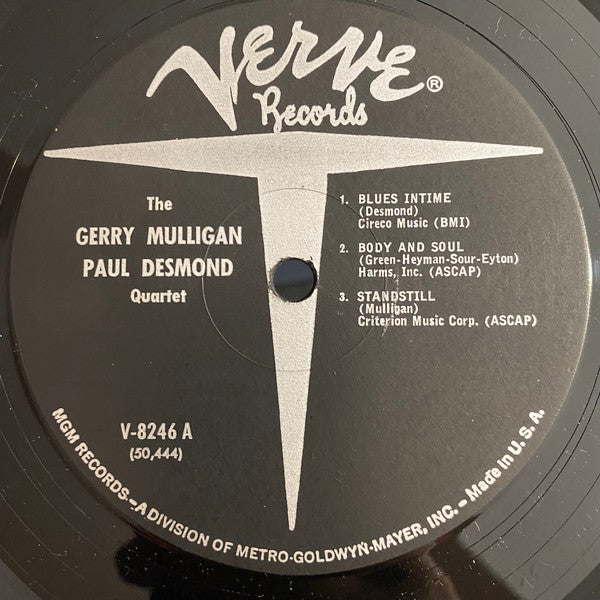 VERVE®
Records
The
GERRY MULLIGAN
PAUL DESMOND
Quartet
1. BLUES INTIME
(Desmond)
Cireco Music (BMI)
2. BODY AND SOUL
(Green-Heyman-Sour-Eyton)
Harms, Inc. (ASCAP)
3. STANDSTILL
(Mulligan)
Criterion Music Corp. (ASCAP)
V-8246 A
(50,444)
MGM RECORDS—A DIVISION OF METRO-GOLDWYN-MAYER, INC. – Made in U. S. A.